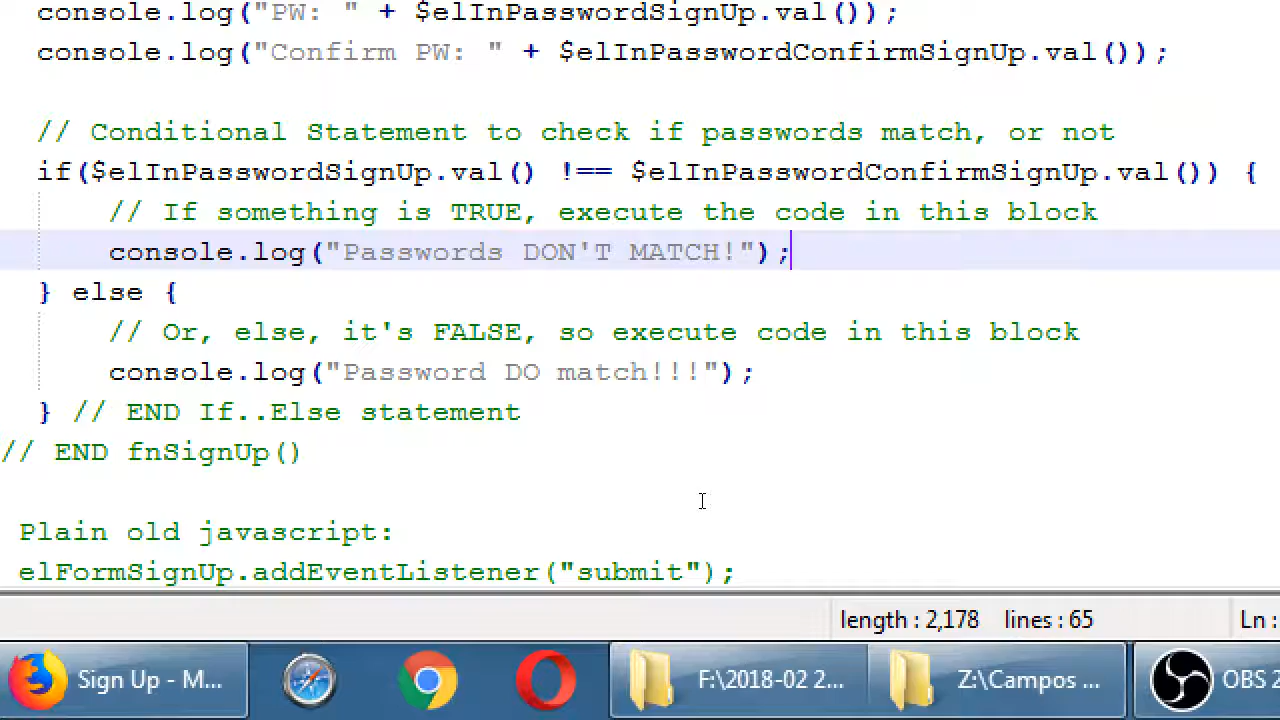 console.log("PW: " + $elInPasswordSignUp.val());
console.log("Confirm PW: " + $elInPasswordConfirmSignUp.val());
// Conditional Statement to check if passwords match, or not
if($elInPasswordSignUp.val() !== $elInPasswordConfirmSignUp.val()) {
// If something is TRUE, execute the code in this block
console.log("Passwords DON'T MATCH!");
} else {
// Or, else, it's FALSE, so execute code in this block
console.log("Password DO match!!!");
} // END If..Else statement
// END fnSignUp()
Plain old javascript:
elFormSignUp.addEventListener("submit");
length : 2,178 lines : 65 Ln :
Sign Up - M... F:\2018-02 2... Z:\Campos ... OBS 2